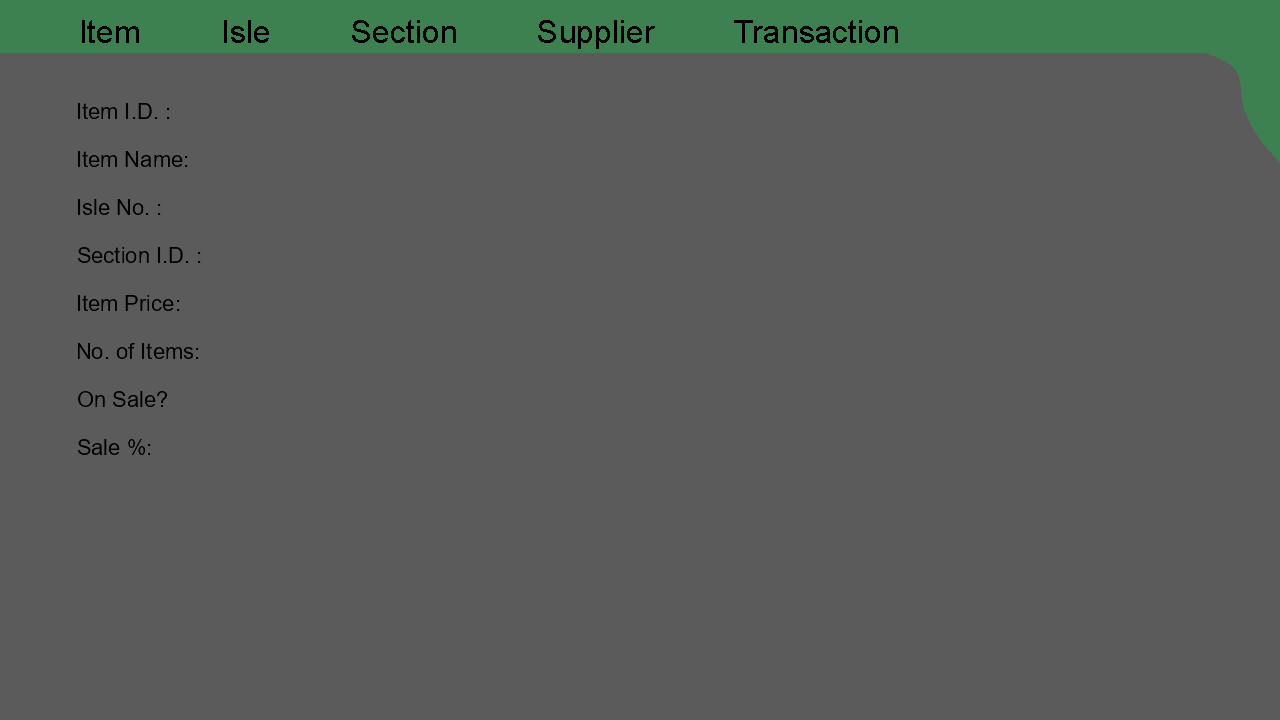 Item Isle Section Supplier Transaction
Item I.D. :
Item Name:
Isle No. :
Section I.D. :
Item Price:
No. of Items:
On Sale?
Sale %: